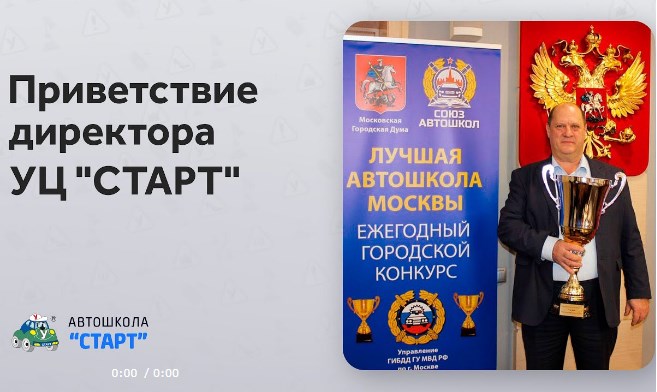 Приветствие
директора
УЦ "СТАРТ"
АВТОШКОЛА
"СТАРТ"
0:00 / 0:00
Московская
Городская Дума
СОЮЗ
АВТОШКОЛ
ЛУЧШАЯ
АВТОШКОЛА
МОСКВЫ
ЕЖЕГОДНЫЙ
ГОРОДСКОЙ
КОНКУРС
Управление
ГИБДД ГУ МВД РФ
по г. Москве